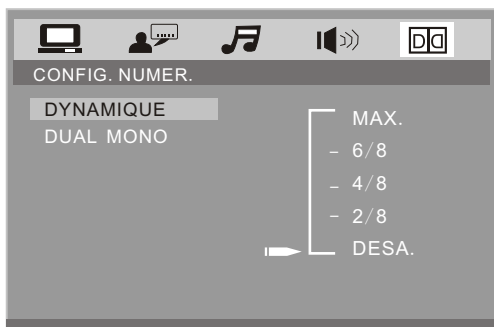 CONFIG. NUMER.
DYNAMIQUE
DUAL MONO
MAX.
- 6/8
- 4/8
- 2/8
DESA.